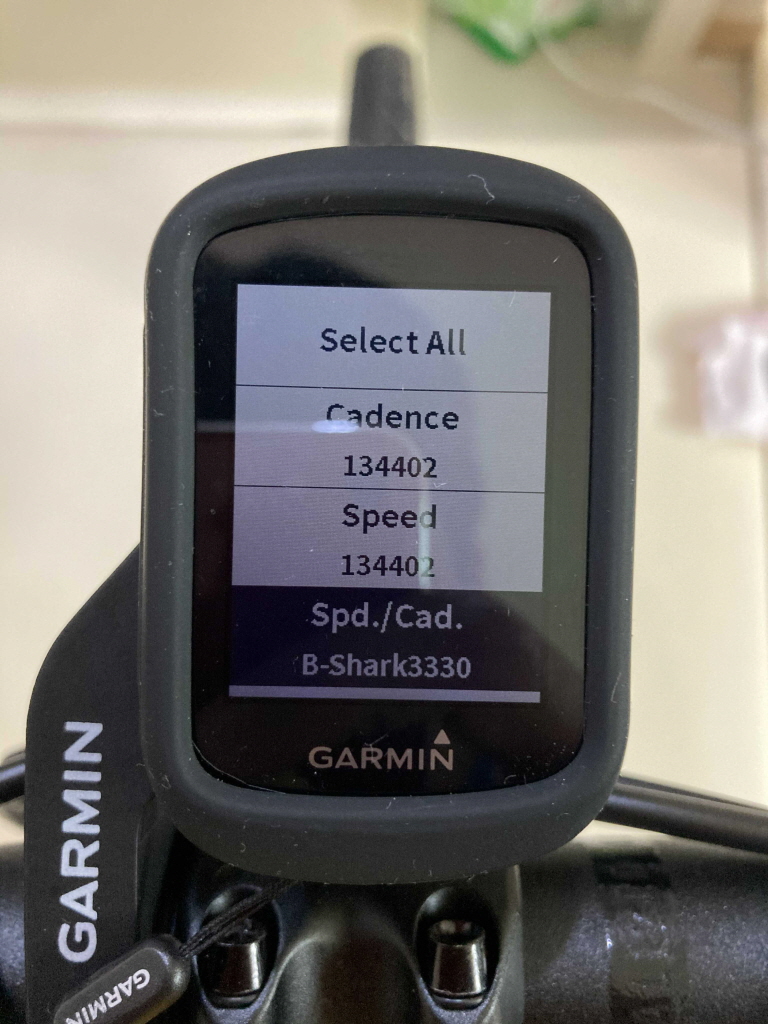 Select All
Cadence
134402
Speed
134402
Spd./Cad.
B-Shark3330
GARMIN
GARMIN
GARMIN